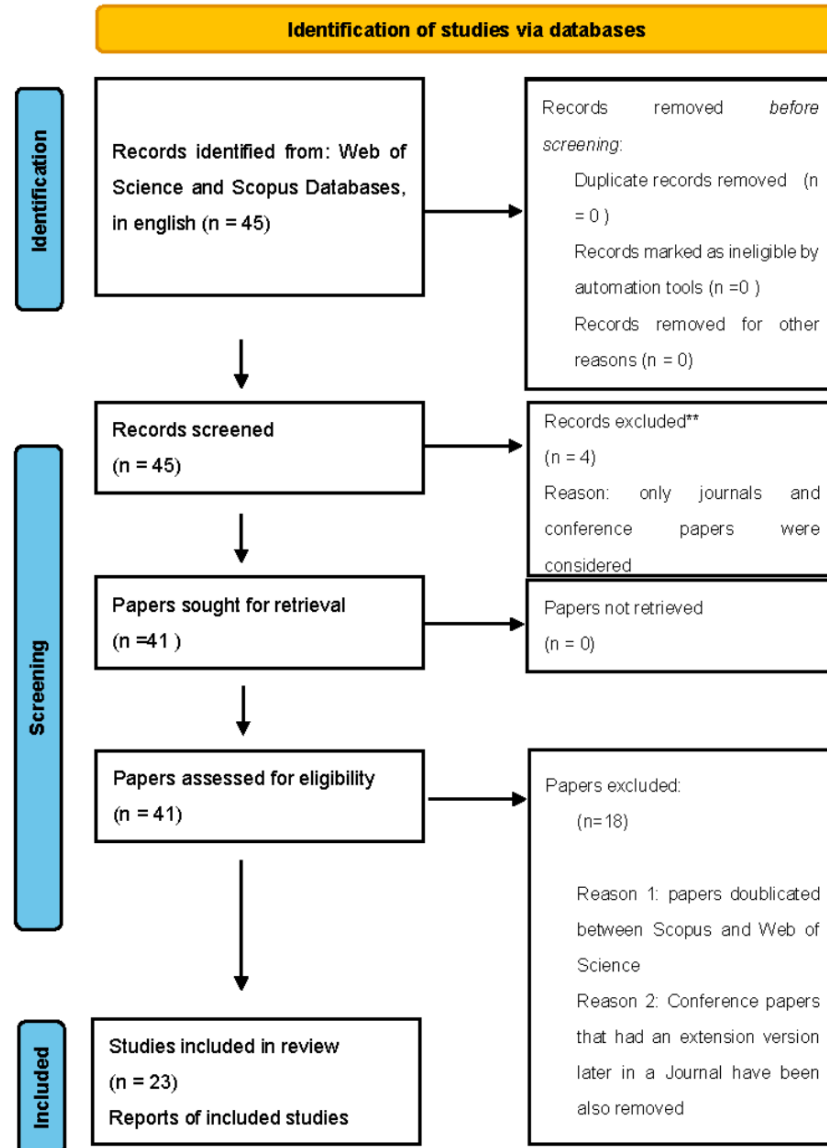 Identification of studies via databases
Identification
Records identified from: Web of
Science and Scopus Databases,
in english (n = 45)
Records removed before
screening:
Duplicate records removed (n
= 0 )
Records marked as ineligible by
automation tools (n =0 )
Records removed for other
reasons (n = 0)
Screening
Records screened
(n = 45)
Records excluded**
(n = 4)
Reason: only journals and
conference papers were
considered
Papers sought for retrieval
(n =41 )
Papers not retrieved
(n = 0)
Papers assessed for eligibility
(n = 41)
Papers excluded:
(n=18)
Reason 1: papers doublicated
between Scopus and Web of
Science
Reason 2: Conference papers
that had an extension version
later in a Journal have been
also removed
Included
Studies included in review
(n = 23)
Reports of included studies